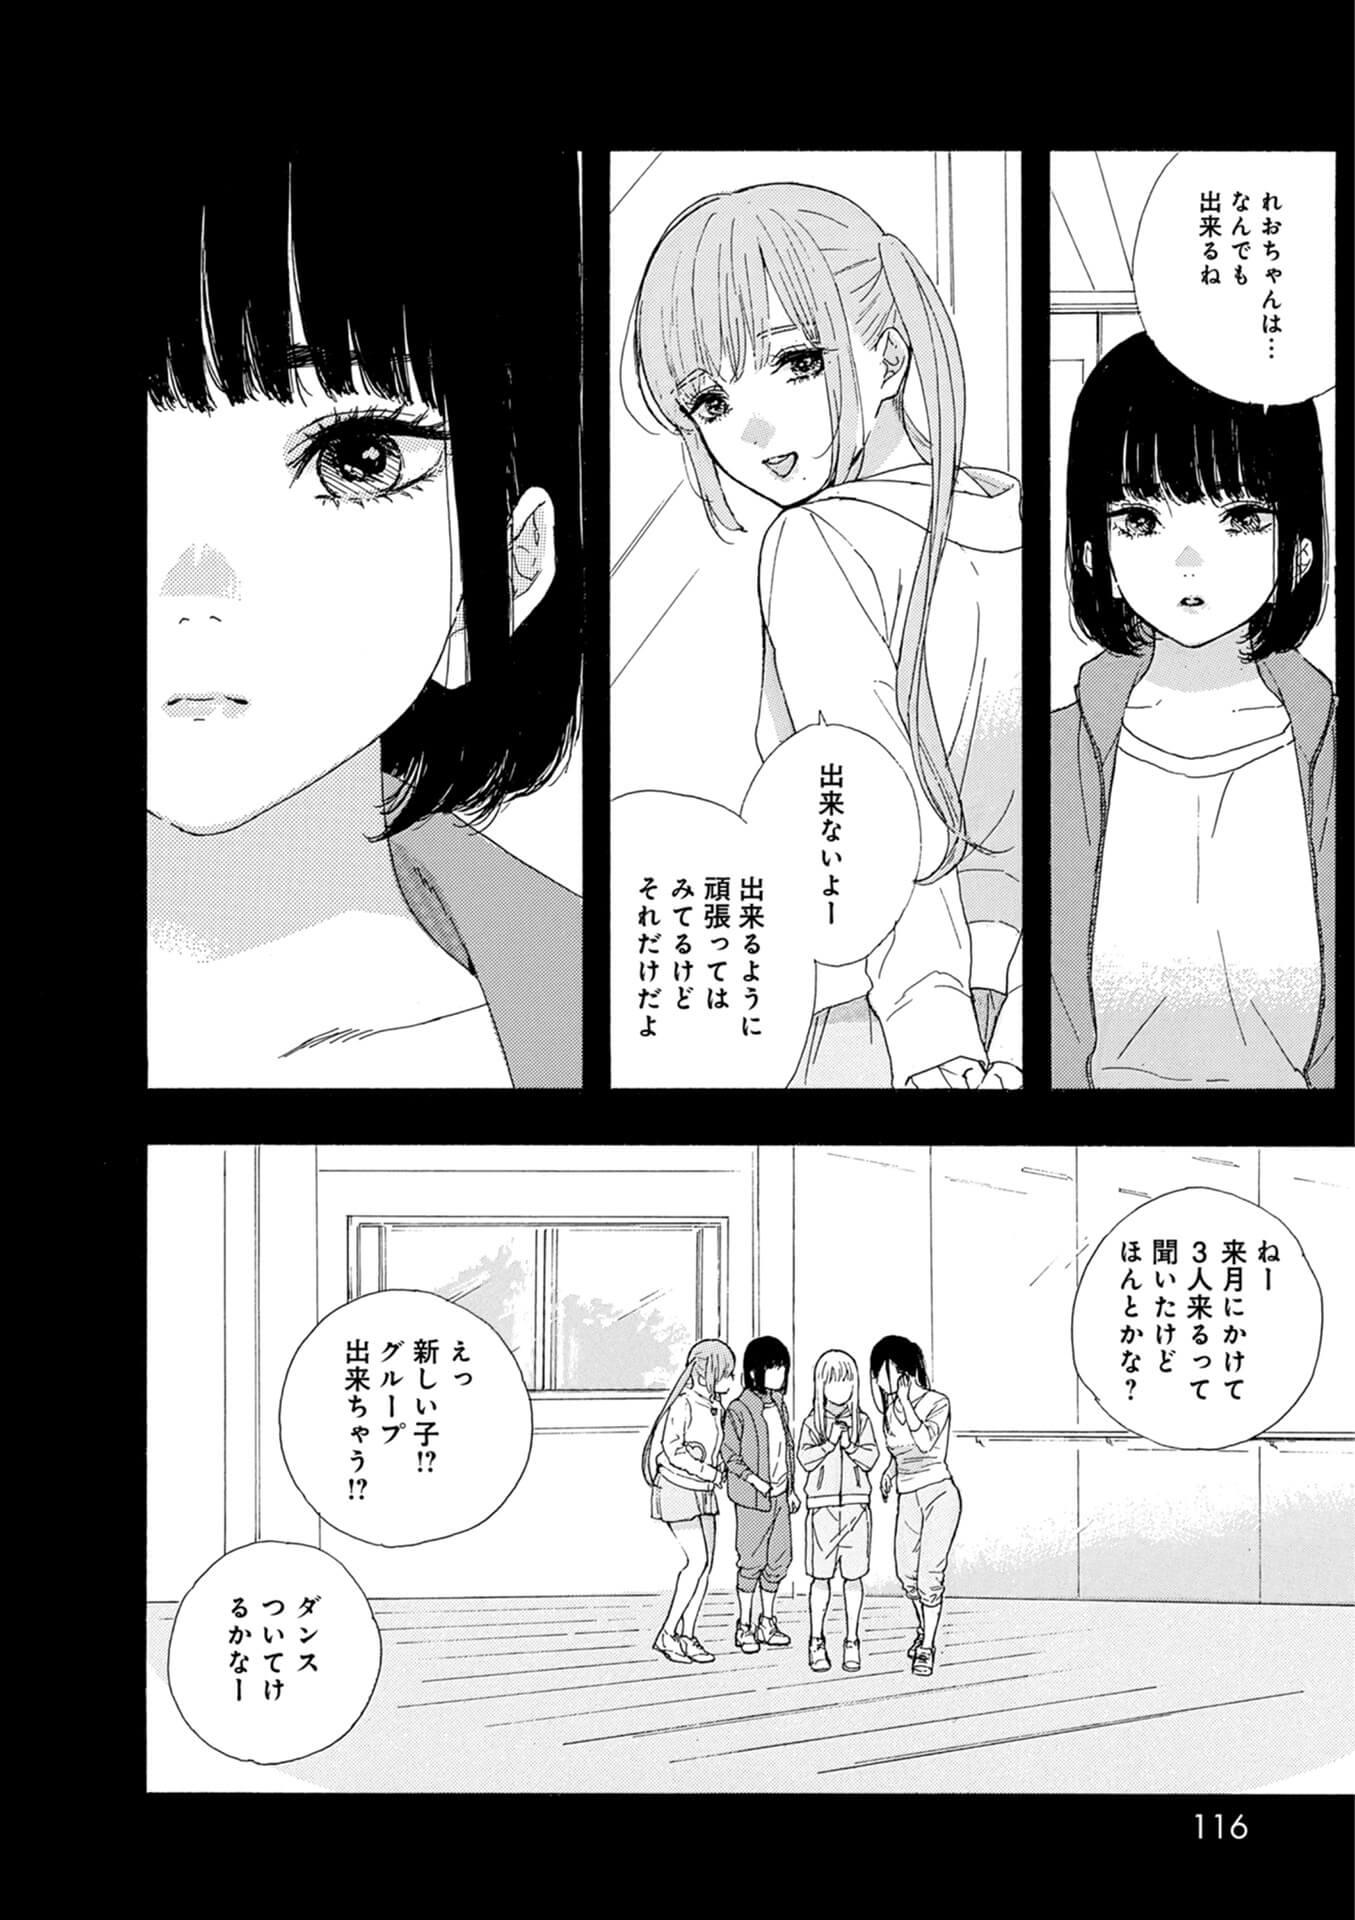 れおちゃんは…
なんでも
出来るね
出来ないよー
出来るように
頑張っては
みてるけど
それだけだよ
ねー
来月にかけて
3人来るって
聞いたけど
ほんとかな？
えっ
新しい子!?
グループ
出来ちゃう!?
ダンス
ついてけ
るかなー
116